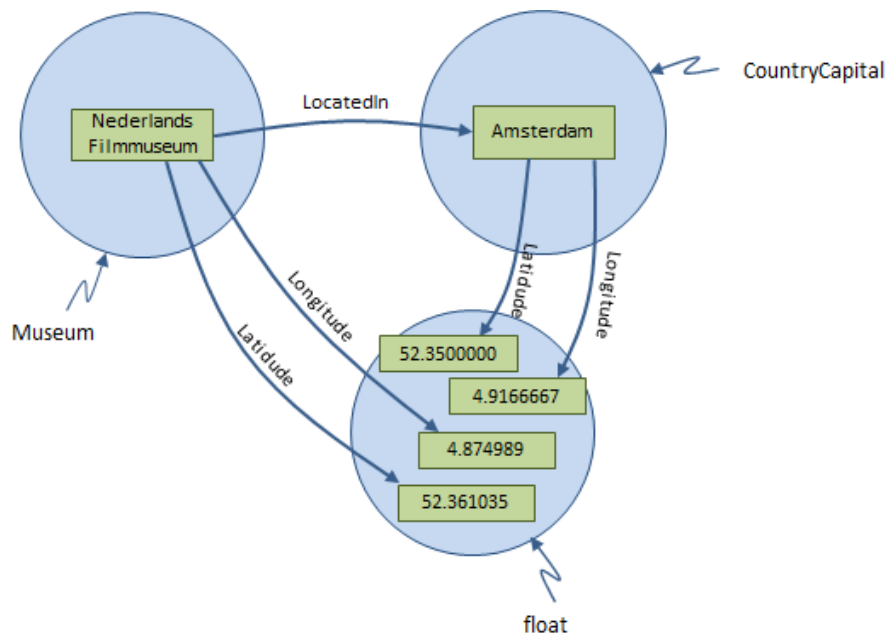 LocatedIn
CountryCapital
Nederlands
Filmmuseum
Amsterdam
Latidude
Longitude
Longitude
Latidude
Museum
52.3500000
4.9166667
4.874989
52.361035
float